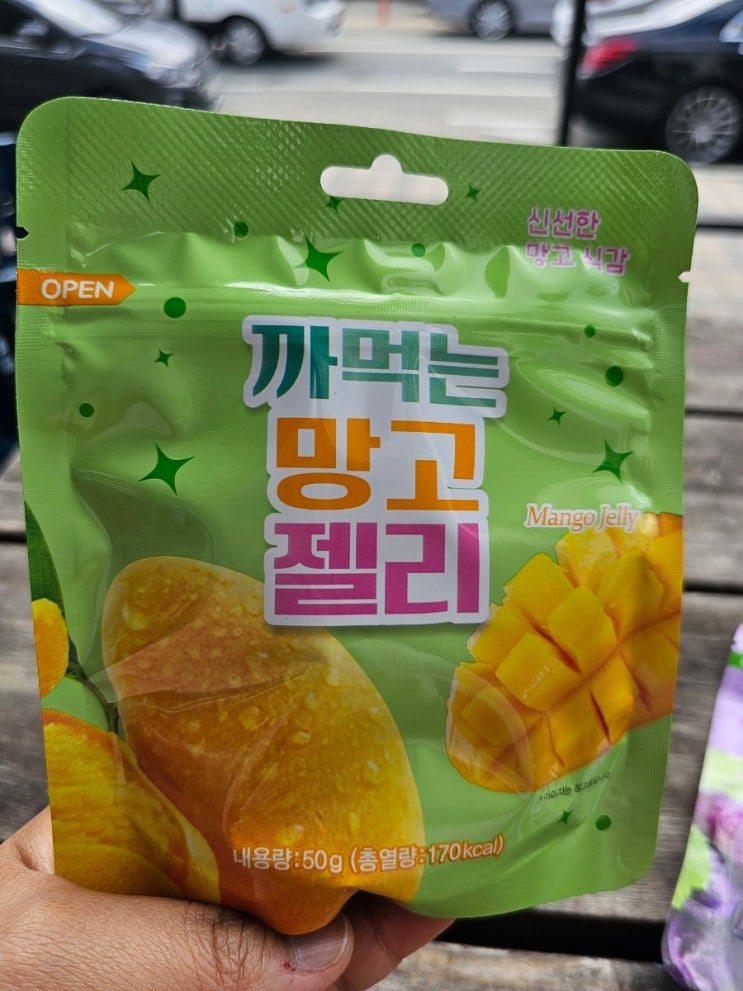 신선한
망고 식감
OPEN
까먹는
망고
젤리
Mango Jelly
내용량:50g (총열량:170kcal)